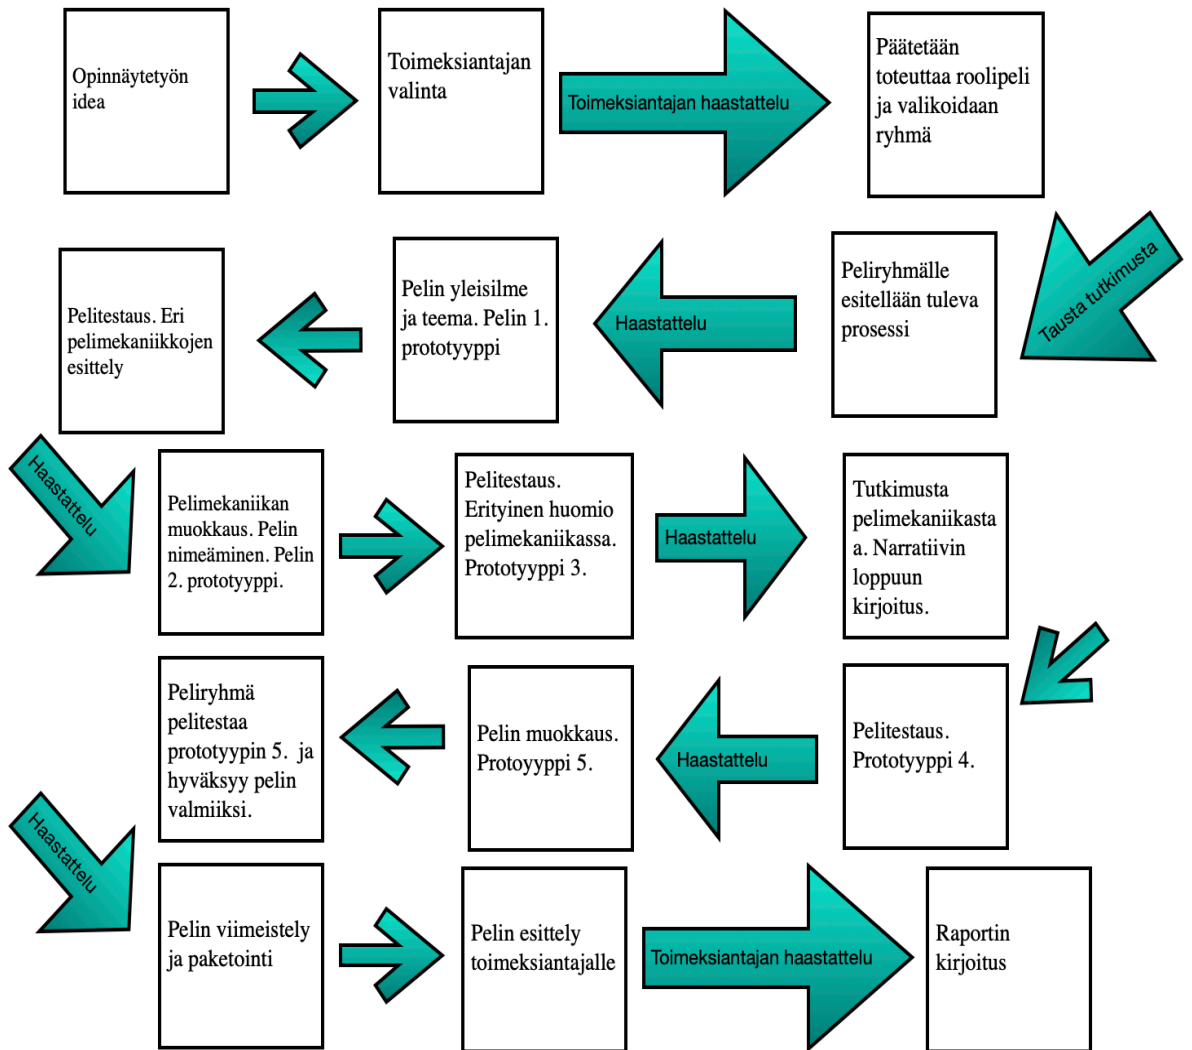 Opinnäytetyön
idea
Toimeksiantajan
valinta
Toimeksiantajan haastattelu
Päätetään
toteuttaa roolipeli
ja valikoidaan
ryhmä
Tausta tutkimusta
Peliryhmälle
esitellään tuleva
prosessi
Haastattelu
Pelin yleisilme
ja teema. Pelin 1.
prototyyppi
Pelitestaus. Eri
pelimekaniikkojen
esittely
Haastattelu
Pelimekaniikan
muokkaus. Pelin
nimeäminen. Pelin
2. prototyyppi.
Pelitestaus.
Erityinen huomio
pelimekaniikassa.
Prototyyppi 3.
Haastattelu
Tutkimusta
pelimekaniikasta
a. Narratiivin
loppuun
kirjoitus.
Pelitestaus.
Prototyyppi 4.
Haastattelu
Pelin muokkaus.
Protoyyppi 5.
Peliryhmä
pelitestaa
prototyypin 5. ja
hyväksyy pelin
valmiiksi.
Haastattelu
Pelin viimeistely
ja paketointi
Pelin esittely
toimeksiantajalle
Toimeksiantajan haastattelu
Raportin
kirjoitus